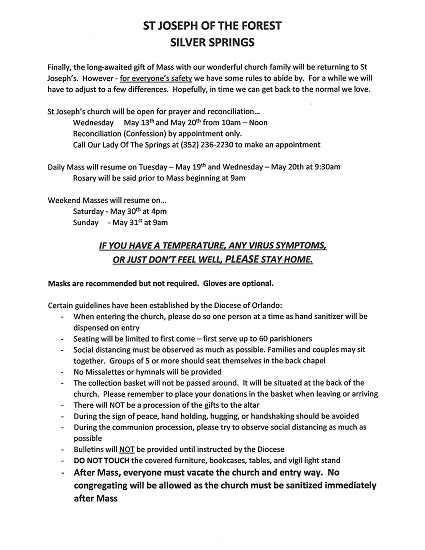 ST JOSEPH OF THE FOREST
SILVER SPRINGS
Finally, the long-awaited gift of Mass with our wonderful church family will be returning to St
Joseph's. However - for everyone's safety we have some rules to abide by. For a while we will
have to adjust to a few differences. Hopefully, in time we can get back to the normal we love.
St Joseph's church will be open for prayer and reconciliation...
Wednesday May 13th and May 20th from 10am – Noon
Reconciliation (Confession) by appointment only.
Call Our Lady Of The Springs at (352) 236-2230 to make an appointment
Daily Mass will resume on Tuesday – May 19th and Wednesday – May 20th at 9:30am
Rosary will be said prior to Mass beginning at 9am
Weekend Masses will resume on...
Saturday - May 30th at 4pm
Sunday - May 31st at 9am
IF YOU HAVE A TEMPERATURE, ANY VIRUS SYMPTOMS,
OR JUST DON'T FEEL WELL, PLEASE STAY HOME.
Masks are recommended but not required. Gloves are optional.
Certain guidelines have been established by the Diocese of Orlando:
- When entering the church, please do so one person at a time as hand sanitizer will be
dispensed on entry
- Seating will be limited to first come – first serve up to 60 parishioners
- Social distancing must be observed as much as possible. Families and couples may sit
together. Groups of 5 or more should seat themselves in the back chapel
- No Missalettes or hymnals will be provided
- The collection basket will not be passed around. It will be situated at the back of the
church. Please remember to place your donations in the basket when leaving or arriving
- There will NOT be a procession of the gifts to the altar
- During the sign of peace, hand holding, hugging, or handshaking should be avoided
- During the communion procession, please try to observe social distancing as much as
possible
- Bulletins will NOT be provided until instructed by the Diocese
- DO NOT TOUCH the covered furniture, bookcases, tables, and vigil light stand
- After Mass, everyone must vacate the church and entry way. No
congregating will be allowed as the church must be sanitized immediately
after Mass